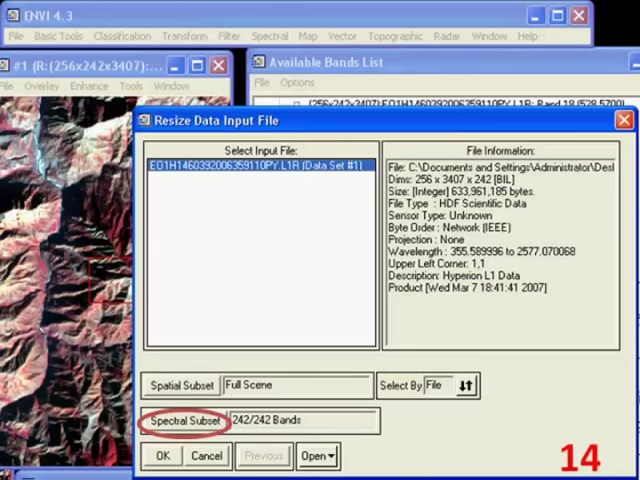 ENVI 4.3
File Basic Tools Classification Transform Filter Spectral Map Vector Topographic Radar Window Help
#1 (R:(256x242x3407):...
File Overlay Enhance Tools Window
Available Bands List
File Options
(256x242x3407):EO1H1460392006359110PY.L1R: Band 18 (528.5700)
Resize Data Input File
Select Input File:
EO1H1460392006359110PY.L1R (Data Set #1)
File Information:
File: C:\Documents and Settings\Administrator\Desl
Dims: 256 x 3407 x 242 [BIL]
Size: [Integer] 633,961,185 bytes.
File Type : HDF Scientific Data
Sensor Type: Unknown
Byte Order : Network (IEEE)
Projection : None
Wavelength : 355.589996 to 2577.070068
Upper Left Corner: 1,1
Description: Hyperion L1 Data
Product [Wed Mar 7 18:41:41 2007]
Spatial Subset Full Scene
Select By File
Spectral Subset 242/242 Bands
OK Cancel Previous Open
14